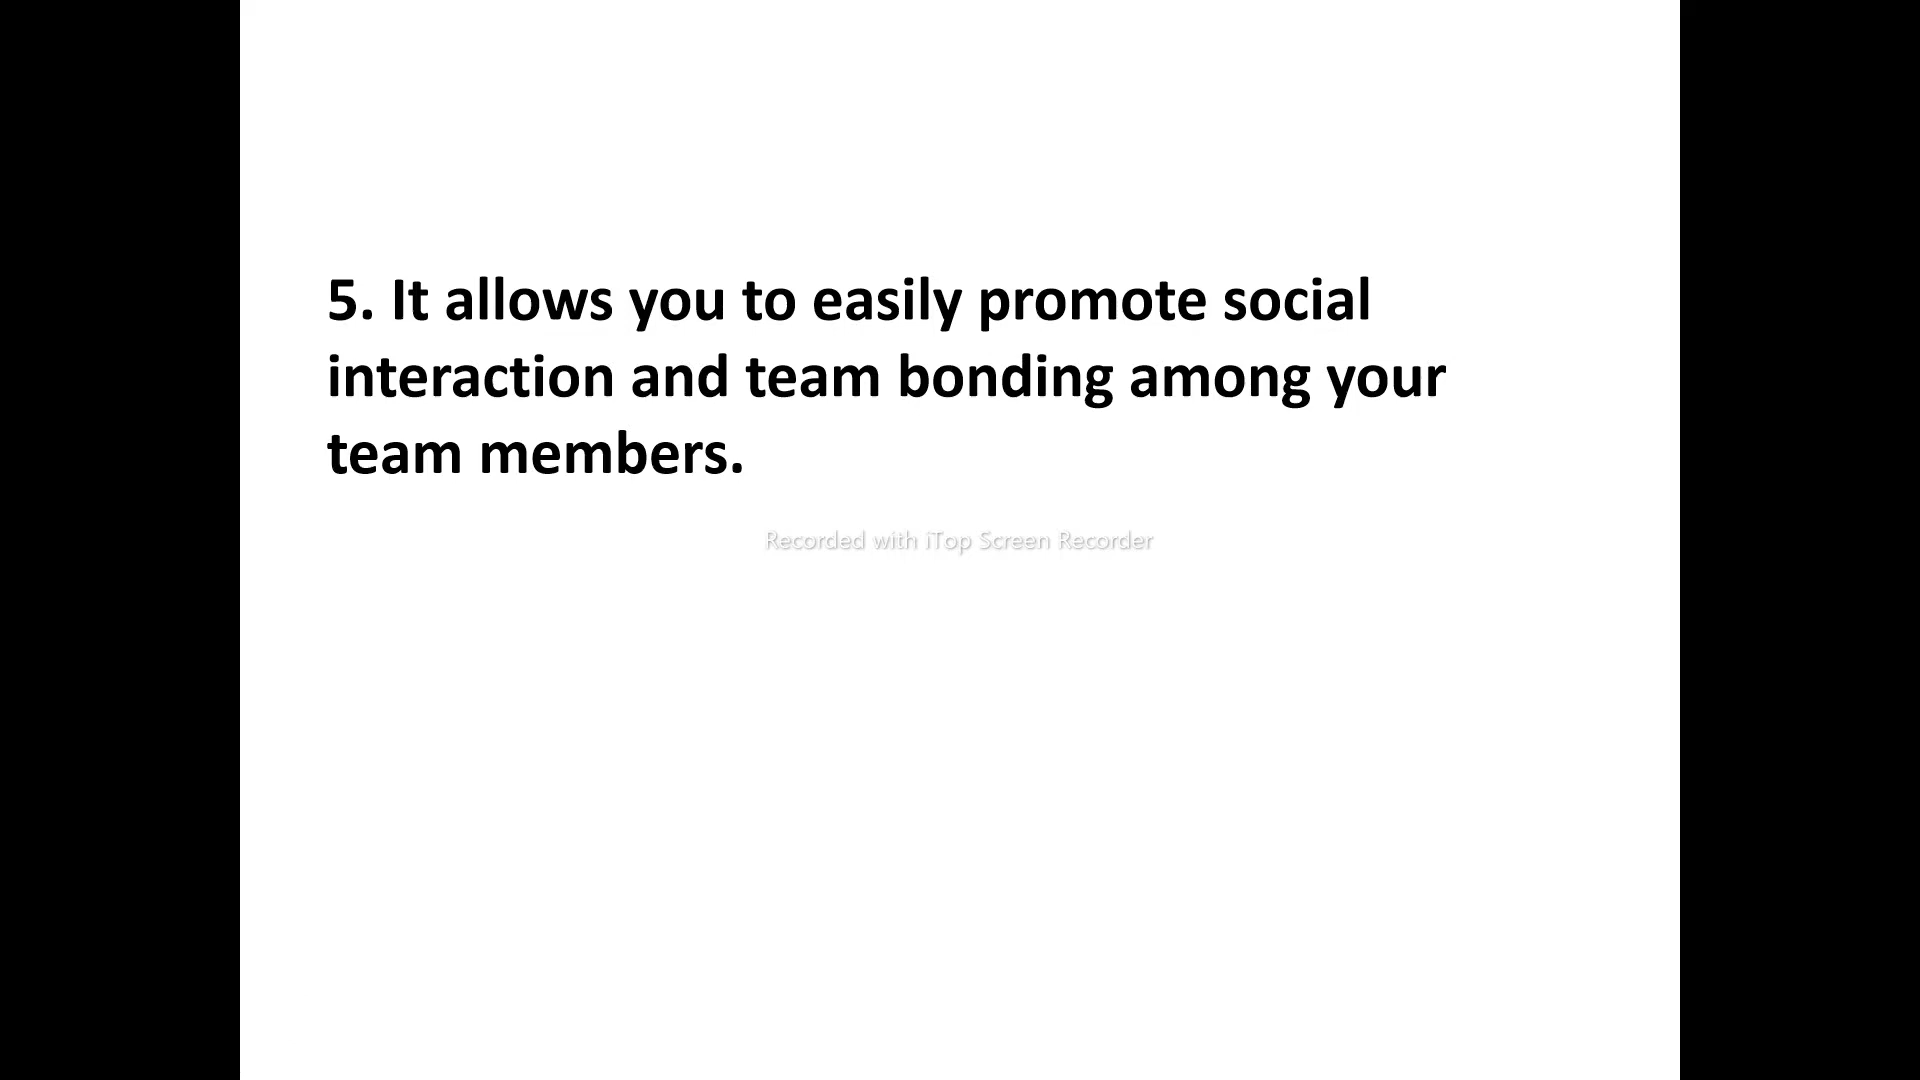 5. It allows you to easily promote social
interaction and team bonding among your
team members.
Recorded with iTop Screen Recorder